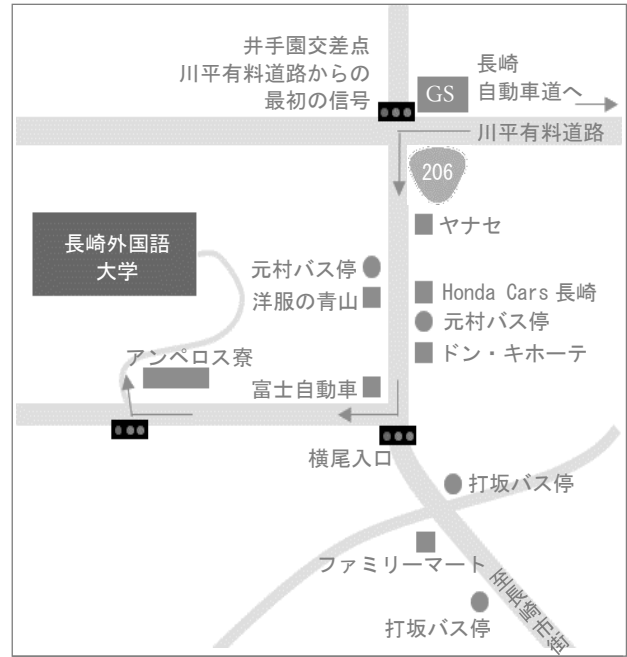 井手園交差点
川平有料道路からの
最初の信号
GS
長崎
自動車道へ
川平有料道路
206
ヤナセ
長崎外国語
大学
元村バス停
洋服の青山
Honda Cars 長崎
元村バス停
ドン・キホーテ
アンペロス寮
富士自動車
横尾入口
打坂バス停
ファミリーマート
至長崎市街
打坂バス停